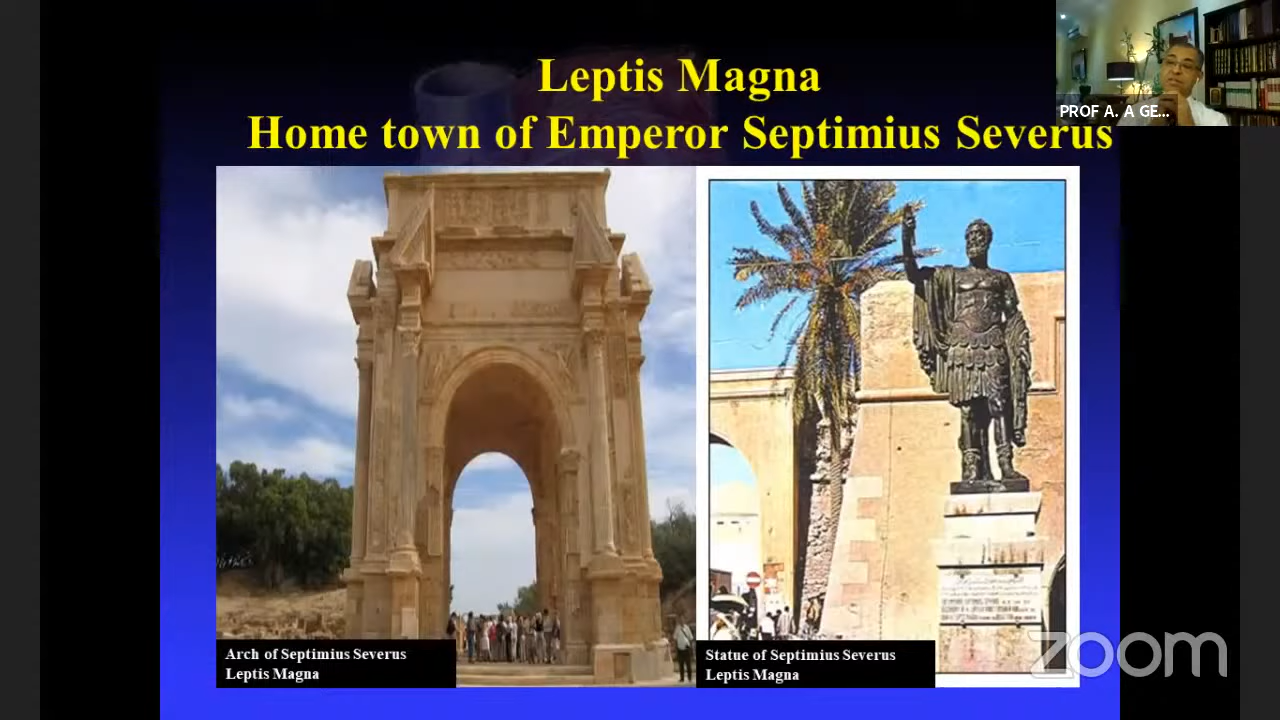 Leptis Magna
Home town of Emperor Septimius Severus
PROF A. A GE...
Arch of Septimius Severus
Leptis Magna
Statue of Septimius Severus
Leptis Magna
zoom